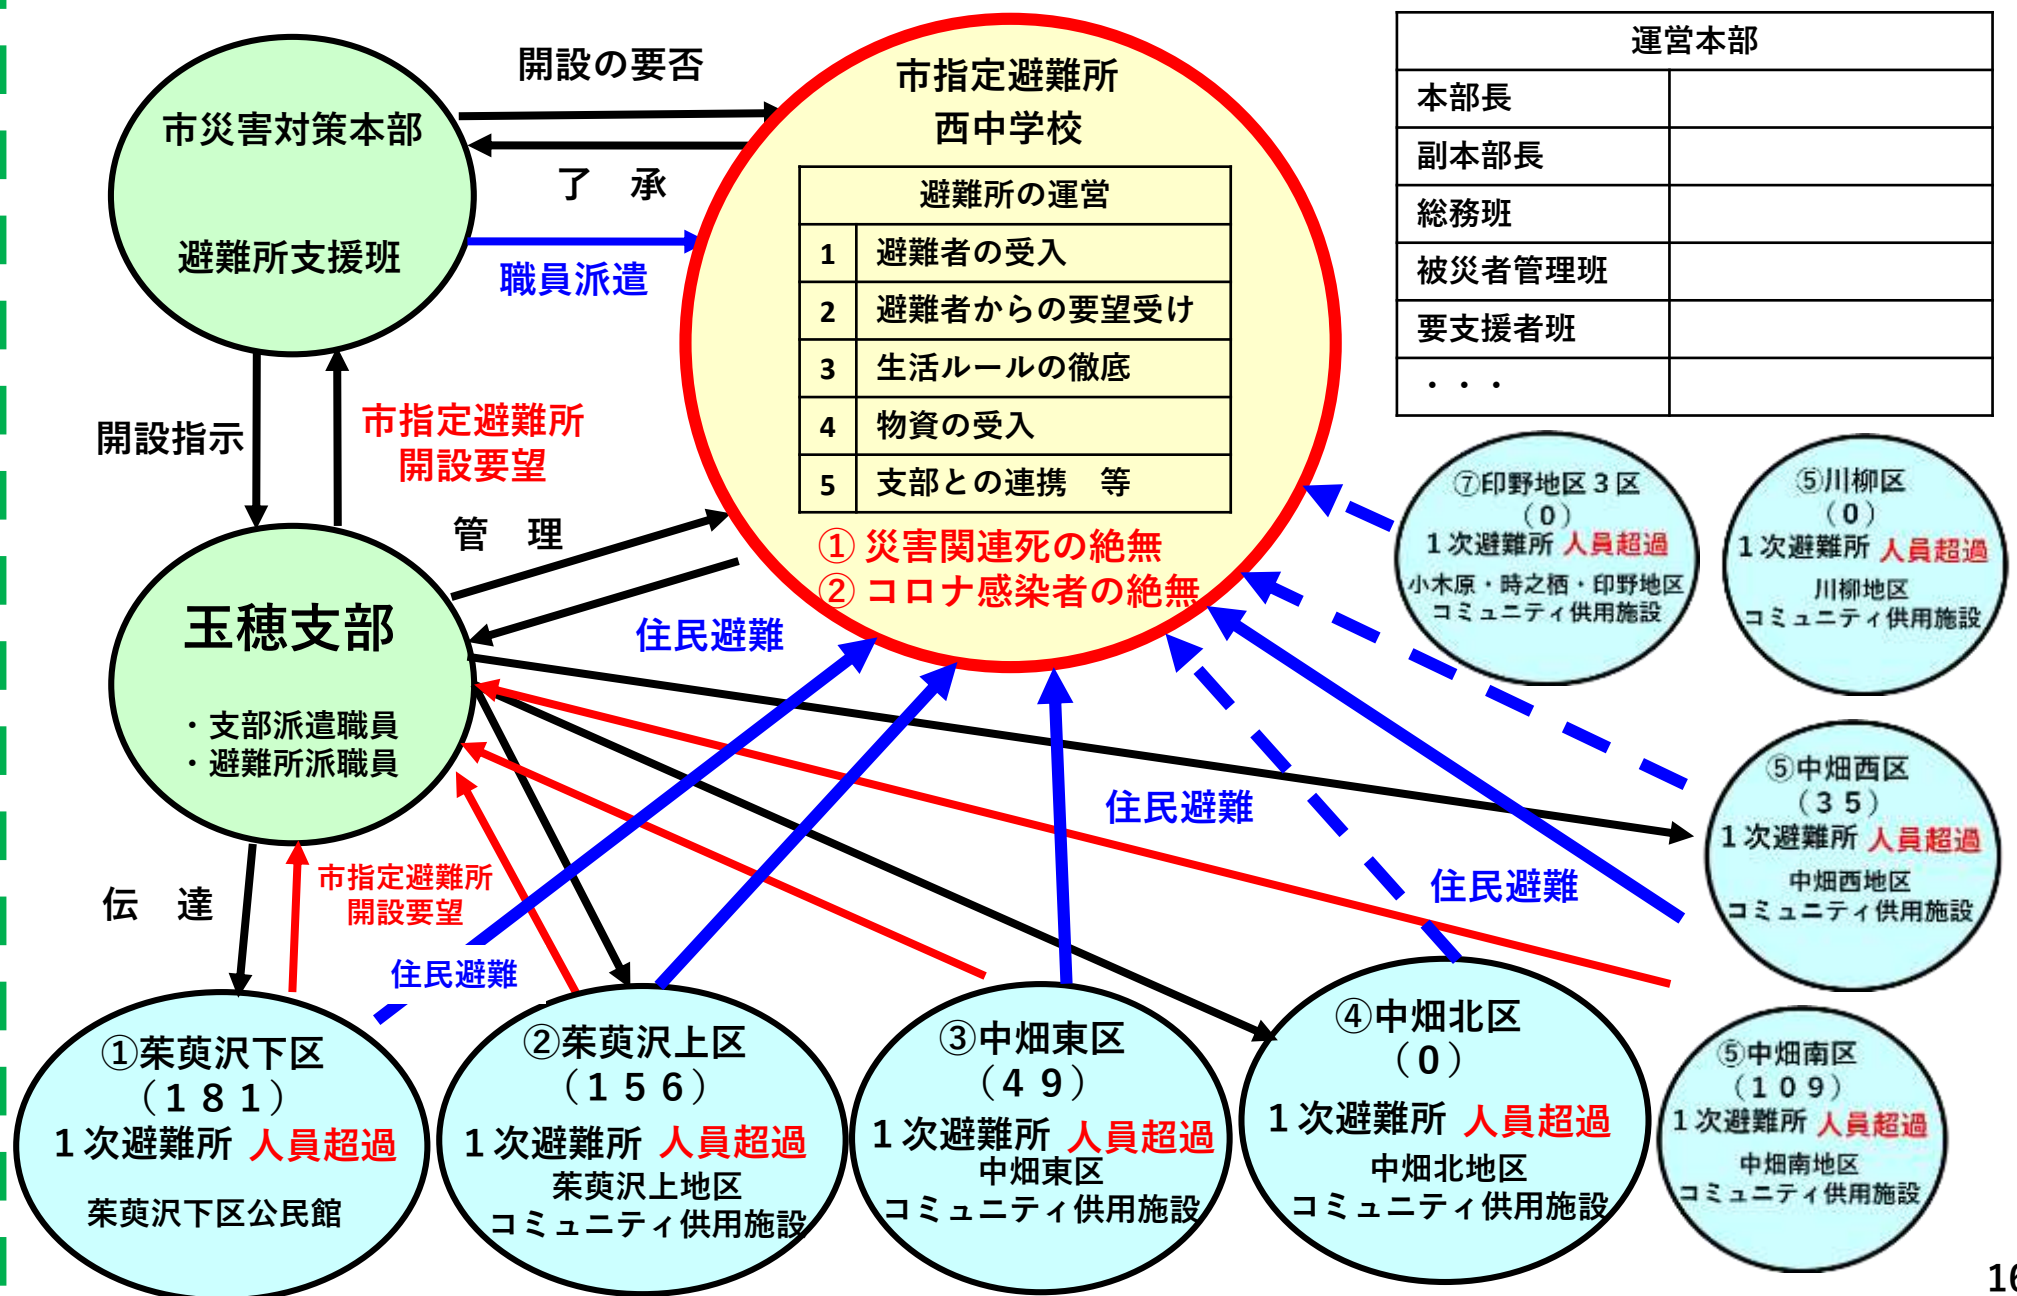 開設の要否
市災害対策本部
避難所支援班
了　承
職員派遣
市指定避難所
西中学校
避難所の運営
1 避難者の受入
2 避難者からの要望受け
3 生活ルールの徹底
4 物資の受入
5 支部との連携　等
①災害関連死の絶無
②コロナ感染者の絶無
運営本部
本部長
副本部長
総務班
被災者管理班
要支援者班
・・・
開設指示
市指定避難所
開設要望
管　理
玉穂支部
・支部派遣職員
・避難所派職員
住民避難
⑦印野地区３区
（０）
１次避難所 人員超過
小木原・時之栖・印野地区
コミュニティ供用施設
⑤川柳区
（０）
１次避難所 人員超過
川柳地区
コミュニティ供用施設
⑤中畑西区
（３５）
１次避難所 人員超過
中畑西地区
コミュニティ供用施設
住民避難
住民避難
伝　達
市指定避難所
開設要望
住民避難
①茱萸沢下区
（１８１）
１次避難所 人員超過
茱萸沢下区公民館
②茱萸沢上区
（１５６）
１次避難所 人員超過
茱萸沢上地区
コミュニティ供用施設
③中畑東区
（４９）
１次避難所 人員超過
中畑東区
コミュニティ供用施設
④中畑北区
（０）
１次避難所 人員超過
中畑北地区
コミュニティ供用施設
⑤中畑南区
（１０９）
１次避難所 人員超過
中畑南地区
コミュニティ供用施設
16